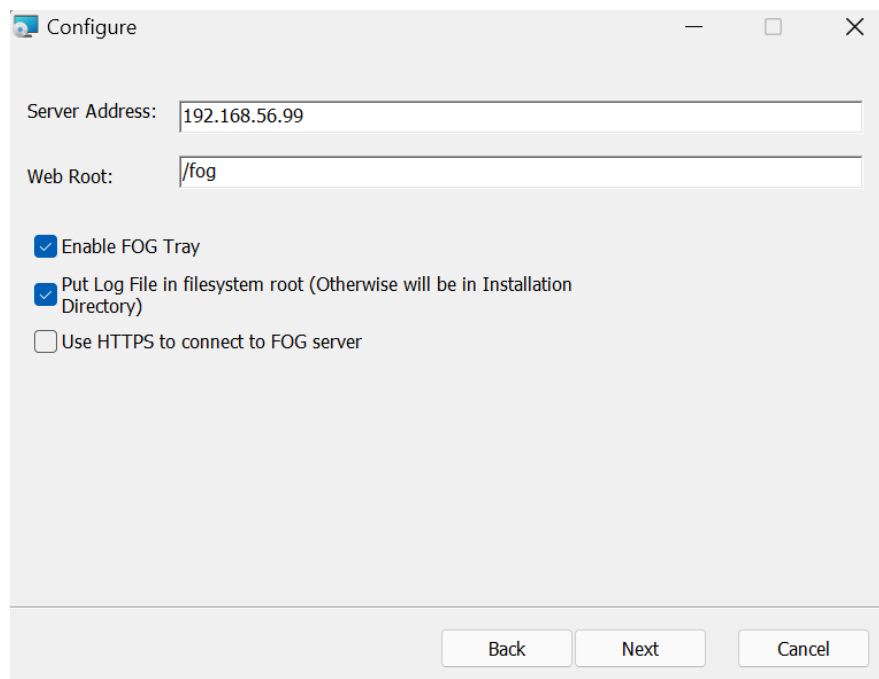 Configure
Server Address: 192.168.56.99
Web Root: /fog
Enable FOG Tray
Put Log File in filesystem root (Otherwise will be in Installation
Directory)
Use HTTPS to connect to FOG server
Back Next Cancel